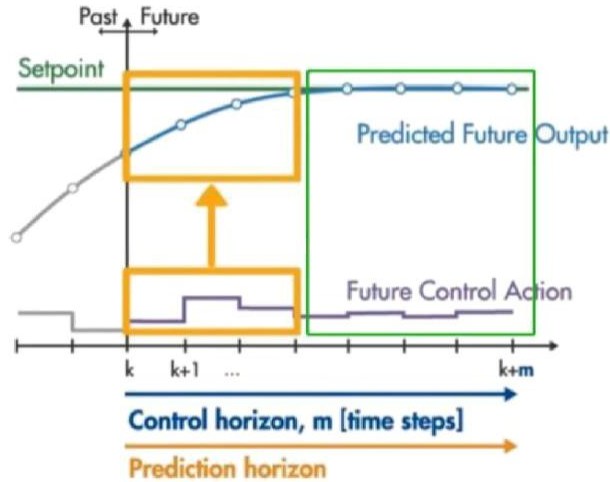 Past Future
Setpoint
Predicted Future Output
Future Control Action
k k+1 ... k+m
Control horizon, m [time steps]
Prediction horizon